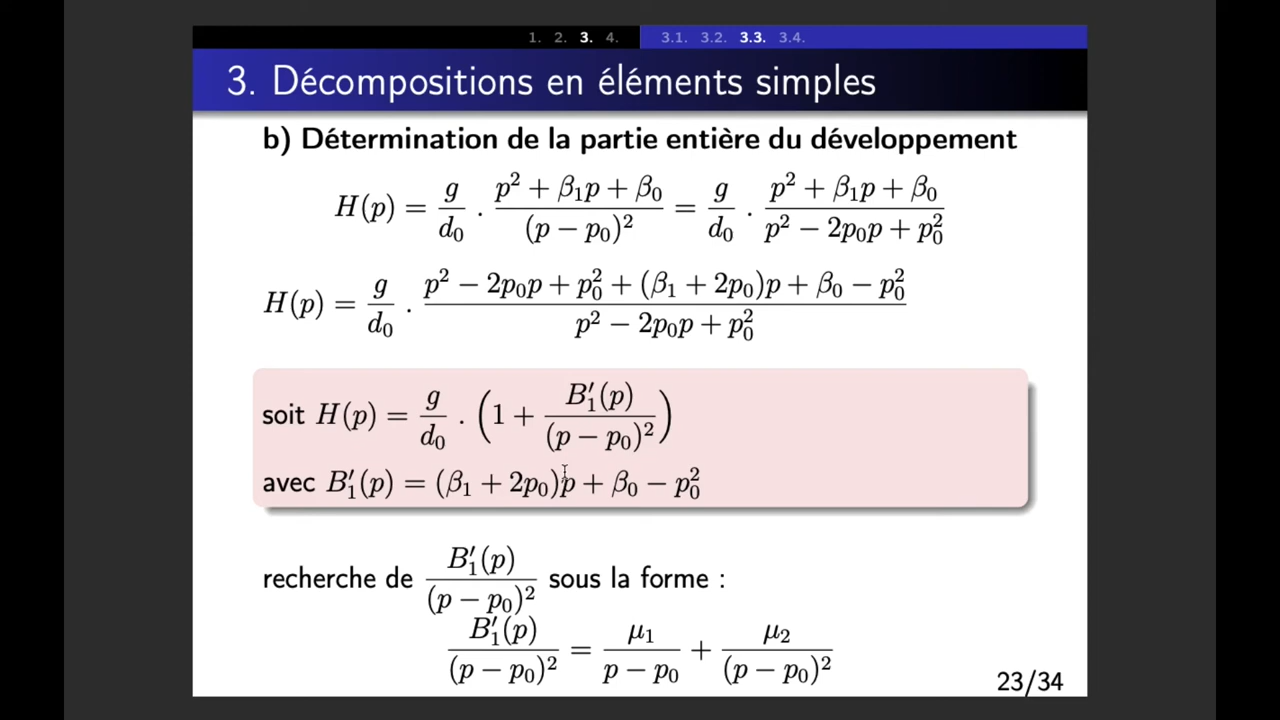 1. 2. 3. 4. 3.1. 3.2. 3.3. 3.4.
3. Décompositions en éléments simples
b) Détermination de la partie entière du développement
H(p) = g/d₀ · (p² + β₁p + β₀)/((p − p₀)²) = g/d₀ · (p² + β₁p + β₀)/(p² − 2p₀p + p₀²)
H(p) = g/d₀ · (p² − 2p₀p + p₀² + (β₁ + 2p₀)p + β₀ − p₀²)/(p² − 2p₀p + p₀²)
soit H(p) = g/d₀ · (1 + B′₁(p)/(p − p₀)²)
avec B′₁(p) = (β₁ + 2p₀)p + β₀ − p₀²
recherche de B′₁(p)/(p − p₀)² sous la forme :
B′₁(p)/(p − p₀)² = μ₁/(p − p₀) + μ₂/(p − p₀)²
23/34